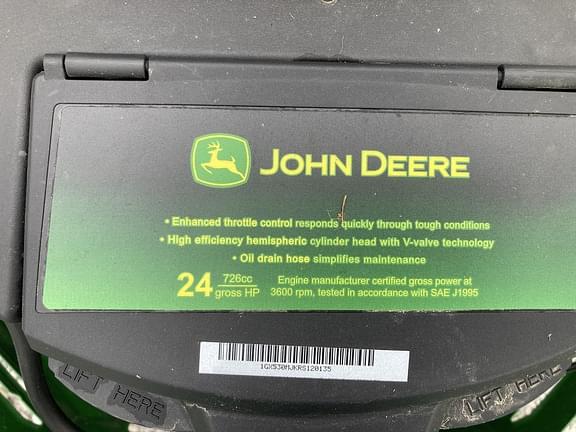 JOHN DEERE
• Enhanced throttle control responds quickly through tough conditions
• High efficiency hemispheric cylinder head with V-valve technology
• Oil drain hose simplifies maintenance
24 726cc gross HP
Engine manufacturer certified gross power at
3600 rpm, tested in accordance with SAE J1995
1GX530MJKRS120135
LIFT HERE
LIFT HERE